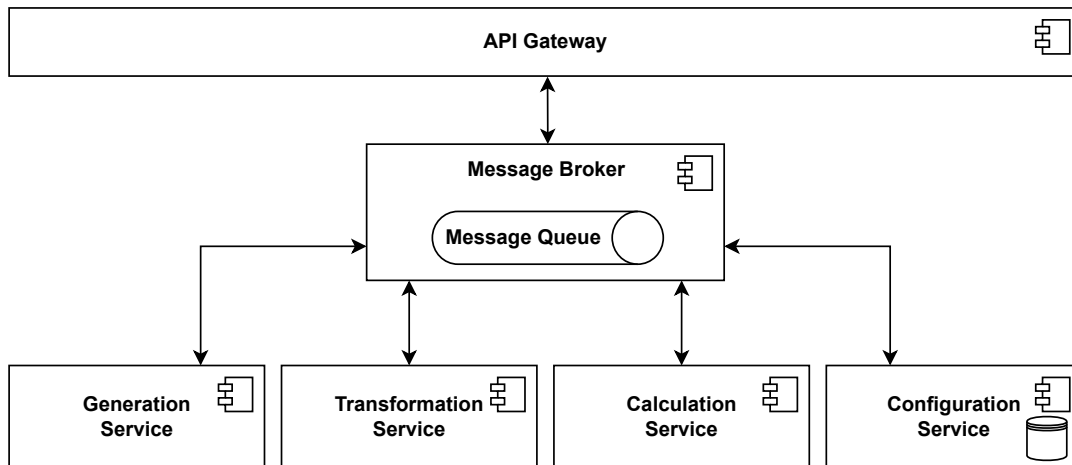 API Gateway
Message Broker
Message Queue
Generation
Service
Transformation
Service
Calculation
Service
Configuration
Service